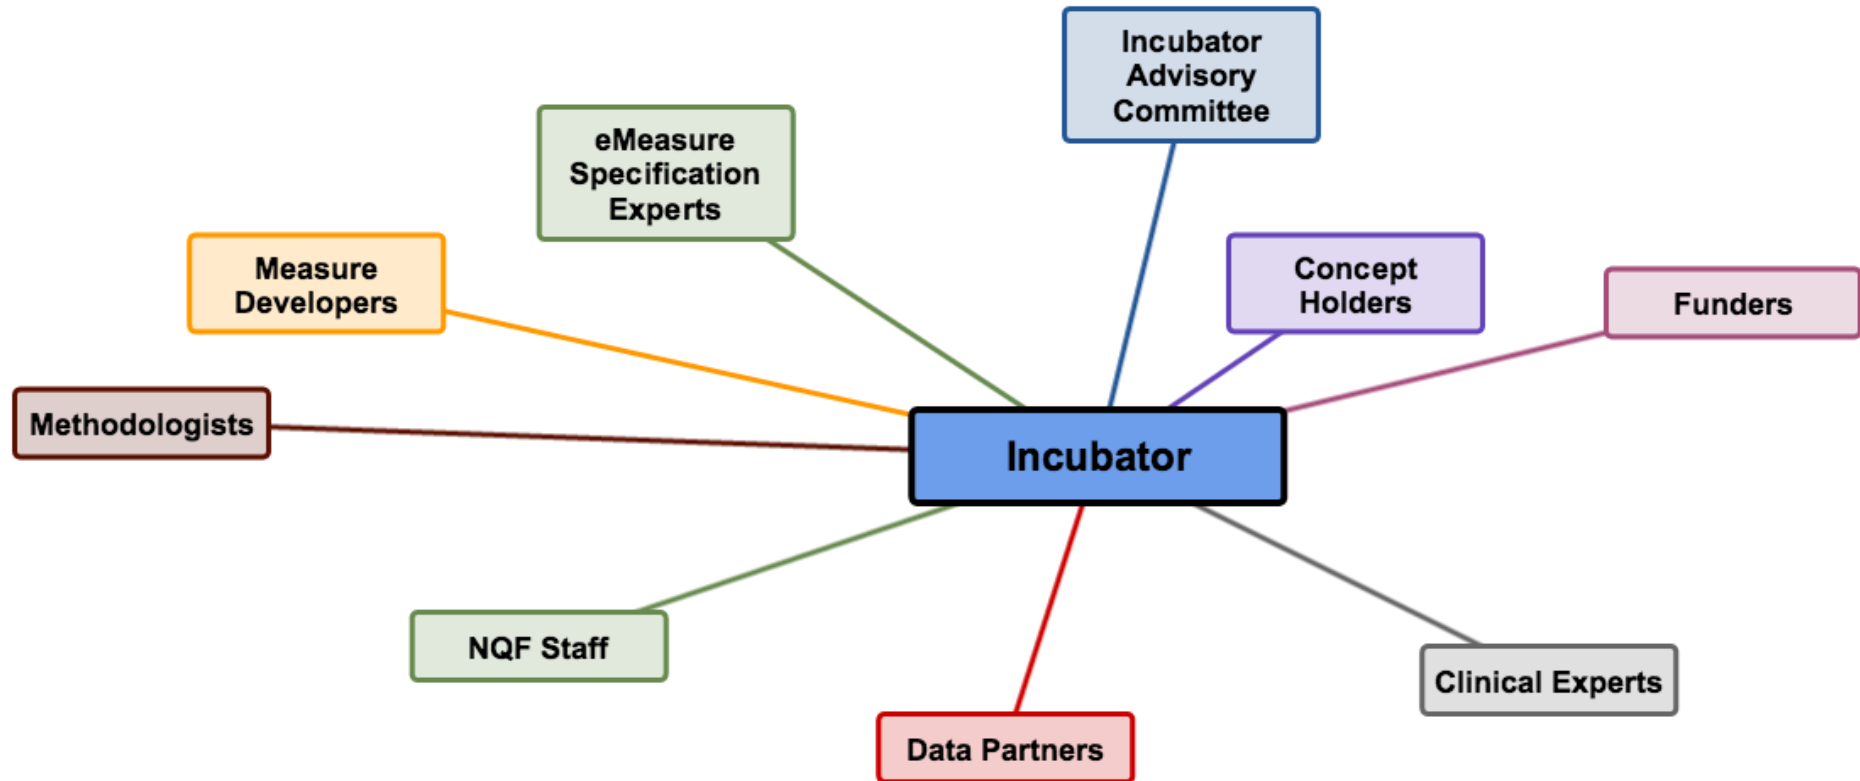 Incubator
Advisory
Committee
eMeasure
Specification
Experts
Measure
Developers
Concept
Holders
Funders
Methodologists
Incubator
NQF Staff
Clinical Experts
Data Partners